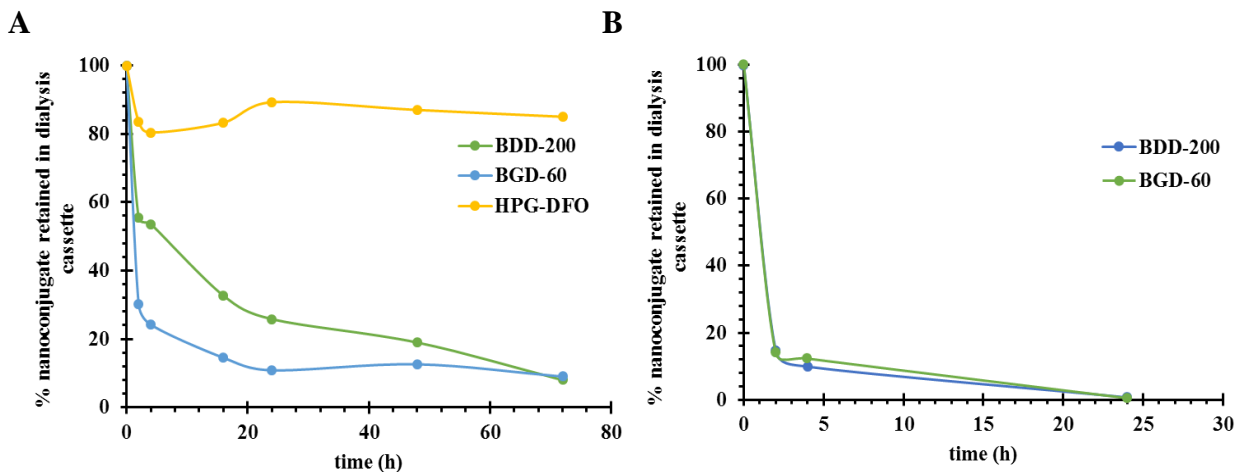 A
% nanoconjugate retained in dialysis
cassette
100
80
60
40
20
0
0
20
40
60
80
time (h)
BDD-200
BGD-60
HPG-DFO
B
% nanoconjugate retained in dialysis
cassette
100
80
60
40
20
0
0
5
10
15
20
25
30
time (h)
BDD-200
BGD-60